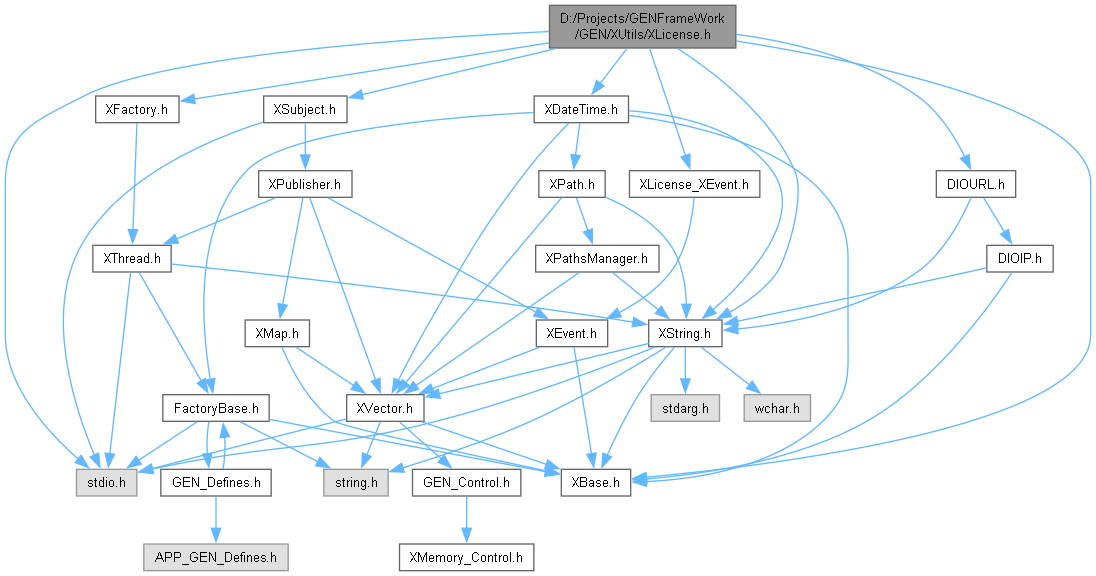 D:/Projects/GENFrameWork
/GEN/XUtils/XLicense.h
XFactory.h
XSubject.h
XDateTime.h
XPublisher.h
XPath.h
XLicense_XEvent.h
DIOURL.h
XThread.h
XPathsManager.h
DIOIP.h
XMap.h
XEvent.h
XString.h
FactoryBase.h
XVector.h
stdarg.h
wchar.h
stdio.h
GEN_Defines.h
string.h
GEN_Control.h
XBase.h
APP_GEN_Defines.h
XMemory_Control.h